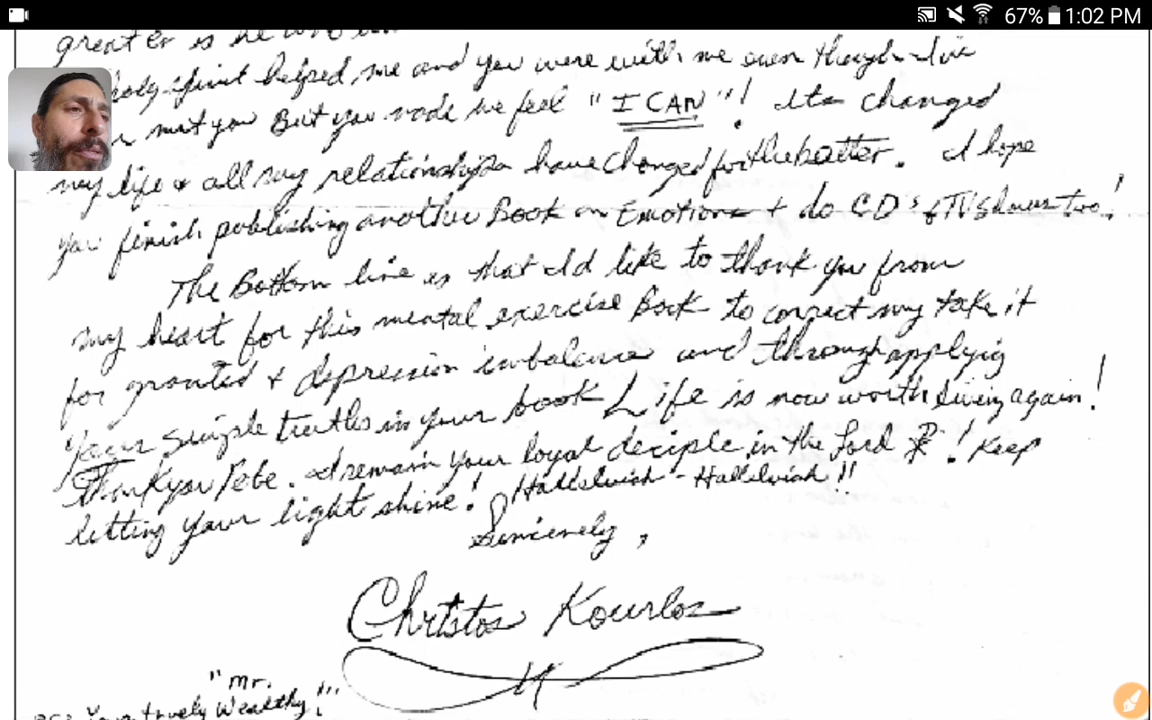 67% 1:02 PM
greater is he
holy spirit helped me and you were with me even though I've
met you But you made me feel "I CAN"! Its changed
my life & all my relationships have changed for the better. I hope
you finish publishing another Book on Emotions & do CD's & TV Shows too!
The Bottom line is that I'd like to thank you from
my heart for this mental exercise Book to correct my take it
for granted & depression imbalance and through applying
your simple truths in your book Life is now worth living again!
Thank you Pete. I remain your loyal deciple in the Lord! Keep
letting your light shine! Halleluiah - Halleluiah!!
Sincerely,
Christos Kourlos
"Mr.
Wealthy!"